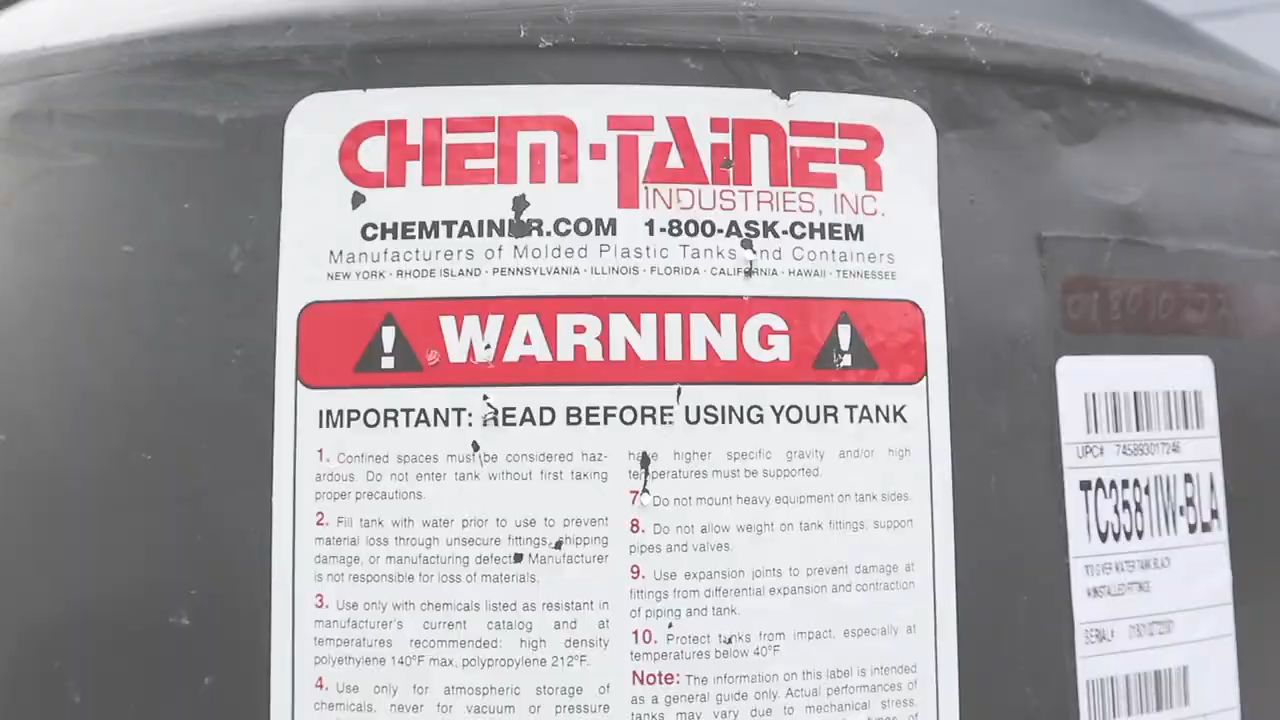 CHEM-TAINER
INDUSTRIES, INC.
CHEMTAINER.COM 1-800-ASK-CHEM
Manufacturers of Molded Plastic Tanks and Containers
NEW YORK · RHODE ISLAND · PENNSYLVANIA · ILLINOIS · FLORIDA · CALIFORNIA · HAWAII · TENNESSEE
WARNING
IMPORTANT: READ BEFORE USING YOUR TANK
1. Confined spaces must be considered haz-
ardous. Do not enter tank without first taking
proper precautions.
2. Fill tank with water prior to use to prevent
material loss through unsecure fittings, shipping
damage, or manufacturing defects. Manufacturer
is not responsible for loss of materials.
3. Use only with chemicals listed as resistant in
manufacturer's current catalog and at
temperatures recommended: high density
polyethylene 140°F max, polypropylene 212°F.
4. Use only for atmospheric storage of
chemicals, never for vacuum or pressure
have higher specific gravity and/or high
temperatures must be supported.
7. Do not mount heavy equipment on tank sides.
8. Do not allow weight on tank fittings, support
pipes and valves.
9. Use expansion joints to prevent damage at
fittings from differential expansion and contraction
of piping and tank.
10. Protect tanks from impact, especially at
temperatures below 40°F.
Note: The information on this label is intended
as a general guide only. Actual performances of
tanks may vary due to mechanical stress,
UPC# 745893017246
TC3581IW-BLA
WATER TANK BLACK
SERIAL#